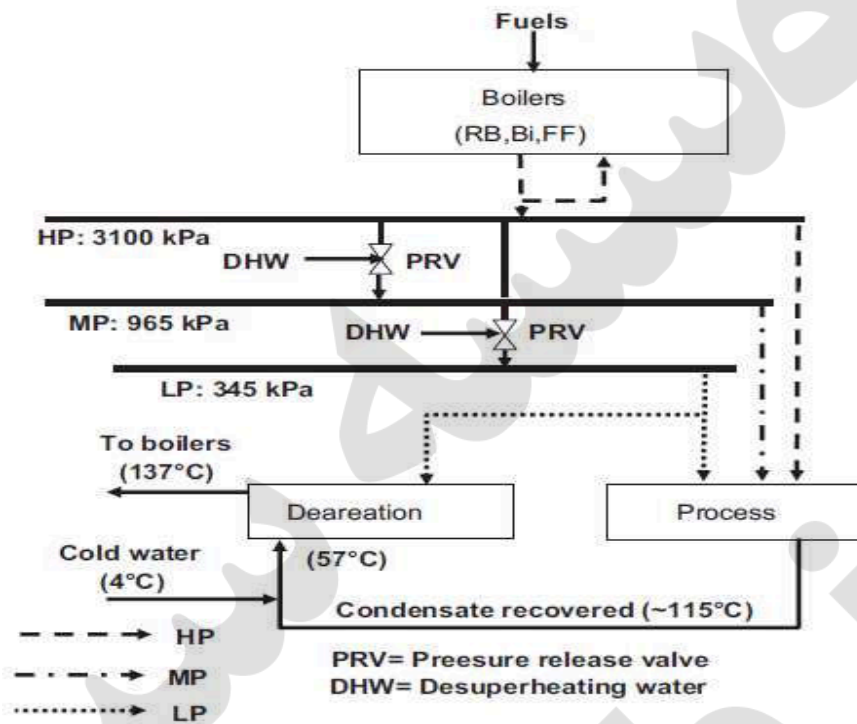 Fuels
Boilers
(RB,Bi,FF)
HP: 3100 kPa
DHW
PRV
MP: 965 kPa
DHW
PRV
LP: 345 kPa
To boilers
(137°C)
Deareation
Process
Cold water
(4°C)
(57°C)
Condensate recovered (~115°C)
HP
MP
LP
PRV= Preesure release valve
DHW= Desuperheating water